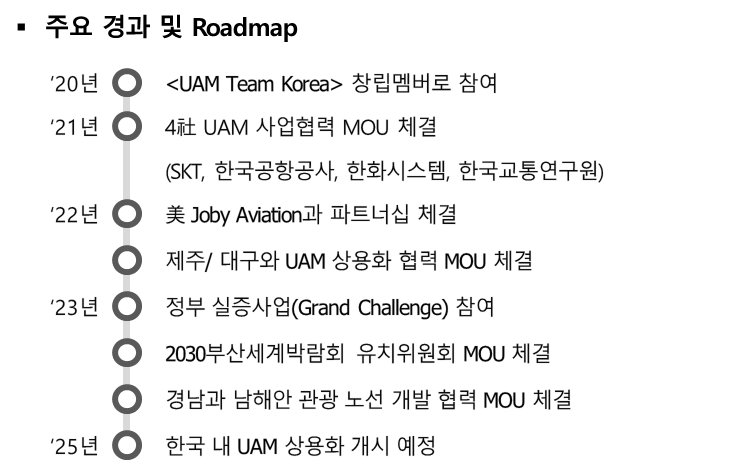 ▪ 주요 경과 및 Roadmap
‘20년 <UAM Team Korea> 창립멤버로 참여
‘21년 4社 UAM 사업협력 MOU 체결
(SKT, 한국공항공사, 한화시스템, 한국교통연구원)
‘22년 美 Joby Aviation과 파트너십 체결
제주/ 대구와 UAM 상용화 협력 MOU 체결
‘23년 정부 실증사업(Grand Challenge) 참여
2030부산세계박람회 유치위원회 MOU 체결
경남과 남해안 관광 노선 개발 협력 MOU 체결
‘25년 한국 내 UAM 상용화 개시 예정